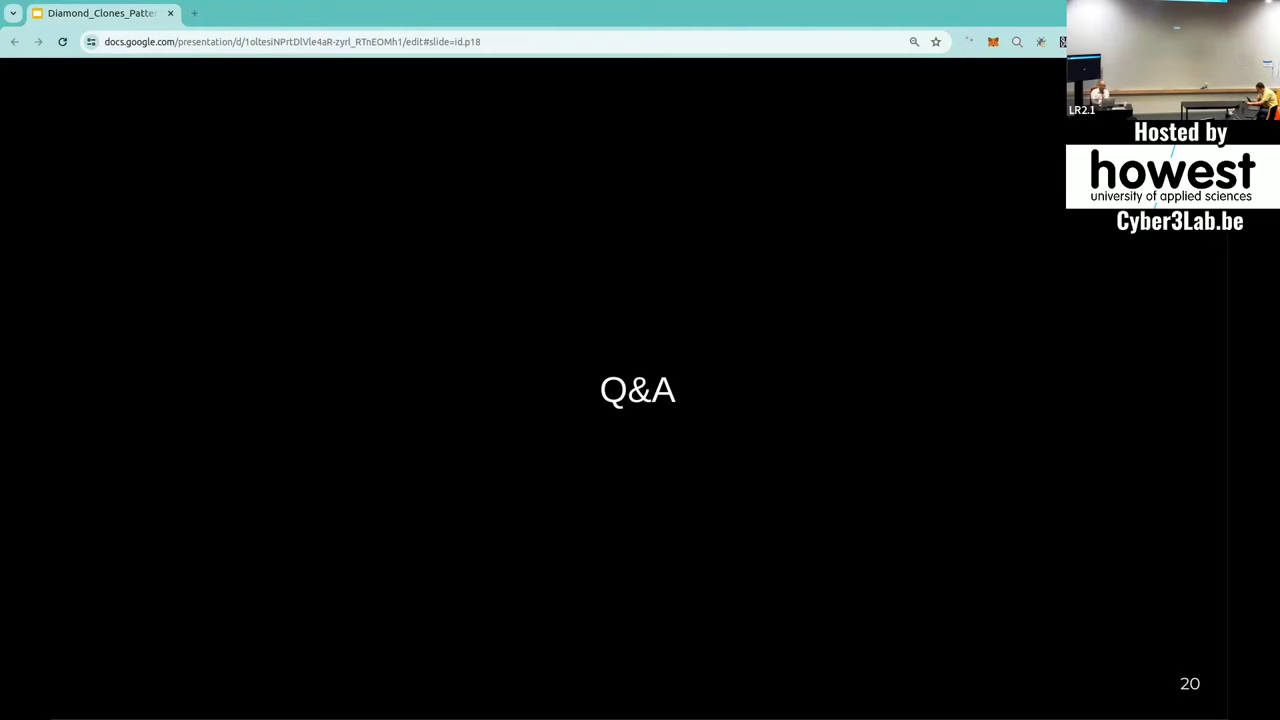 Diamond_Clones_Patte
docs.google.com/presentation/d/1oltesiNPrtDlVle4aR-zyrl_RTnEOMh1/edit#slide=id.p18
LR2.1
Hosted by
howest
university of applied sciences
Cyber3Lab.be
Q&A
20